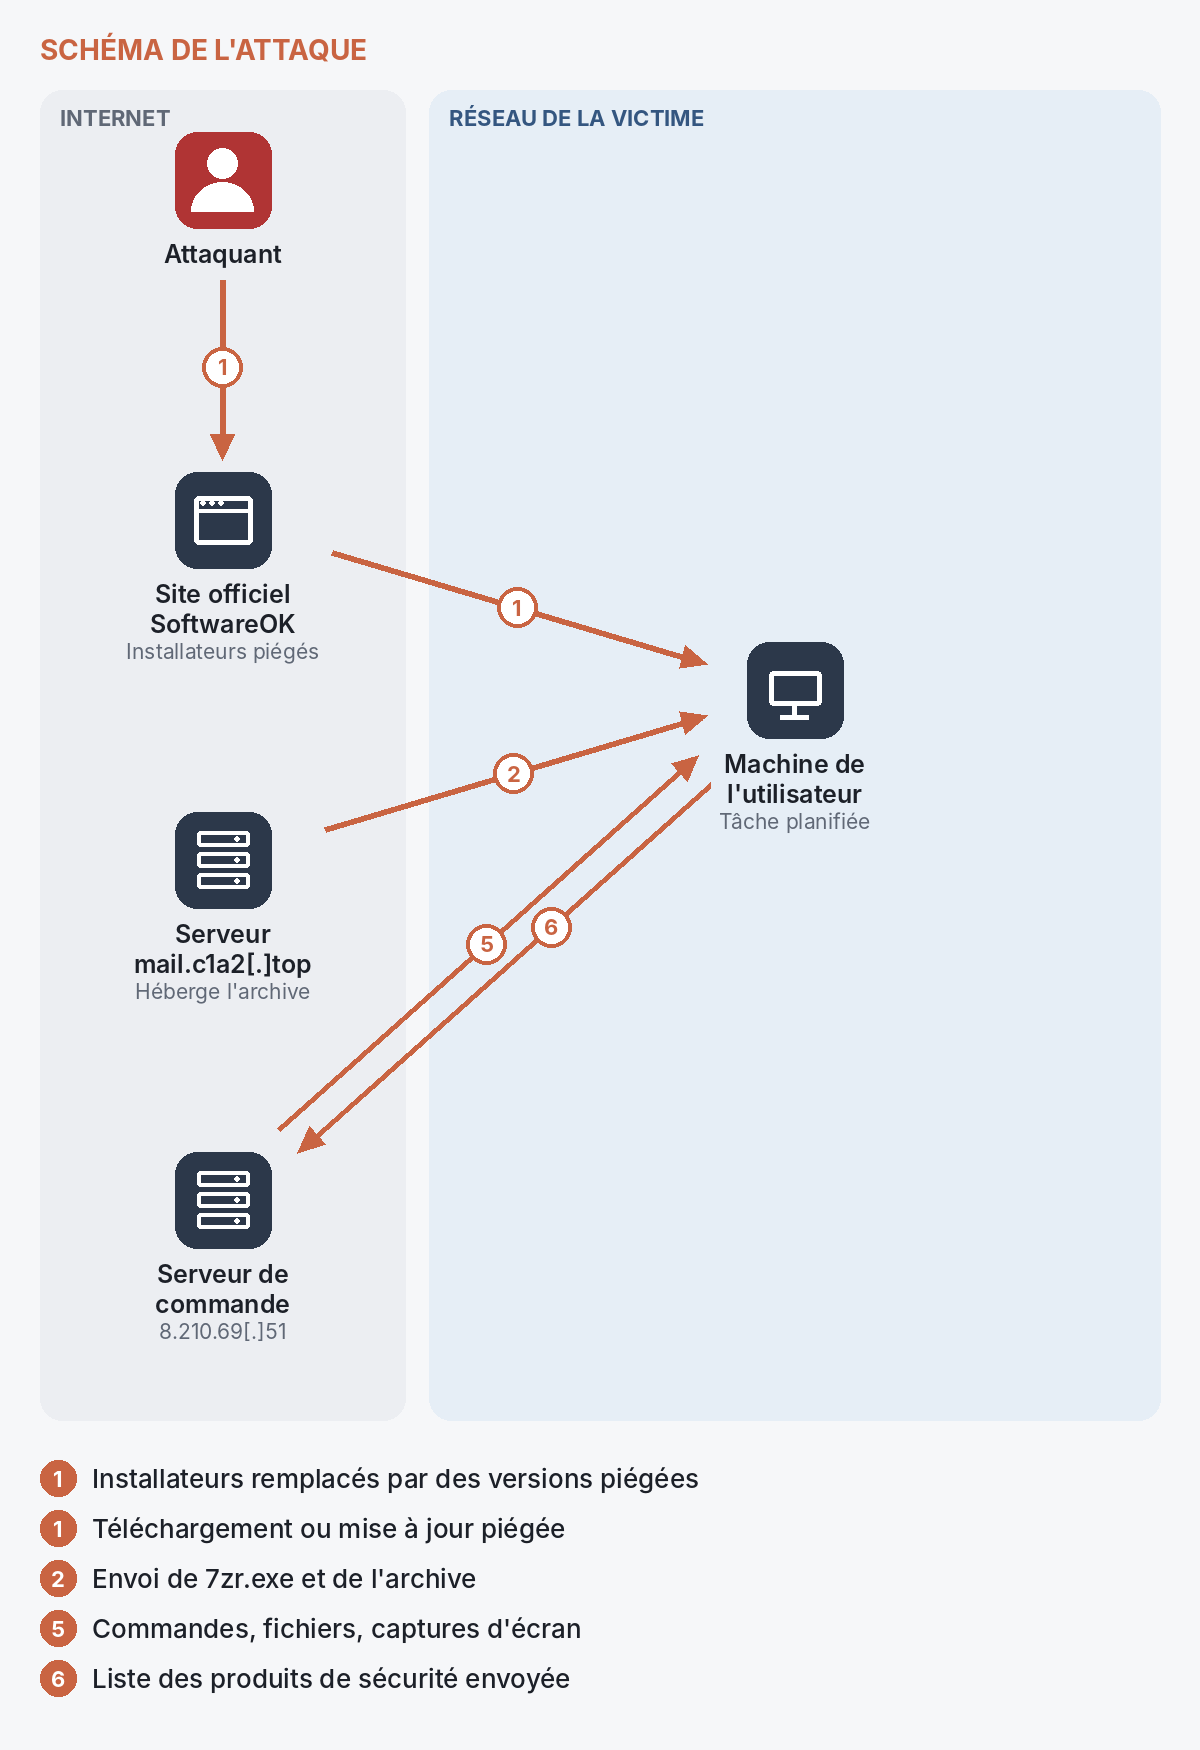 SCHÉMA DE L'ATTAQUE
INTERNET
RÉSEAU DE LA VICTIME
Attaquant
1
Site officiel
SoftwareOK
Installateurs piégés
1
Machine de
l'utilisateur
Tâche planifiée
2
Serveur
mail.c1a2[.]top
Héberge l'archive
5
6
Serveur de
commande
8.210.69[.]51
1 Installateurs remplacés par des versions piégées
1 Téléchargement ou mise à jour piégée
2 Envoi de 7zr.exe et de l'archive
5 Commandes, fichiers, captures d'écran
6 Liste des produits de sécurité envoyée